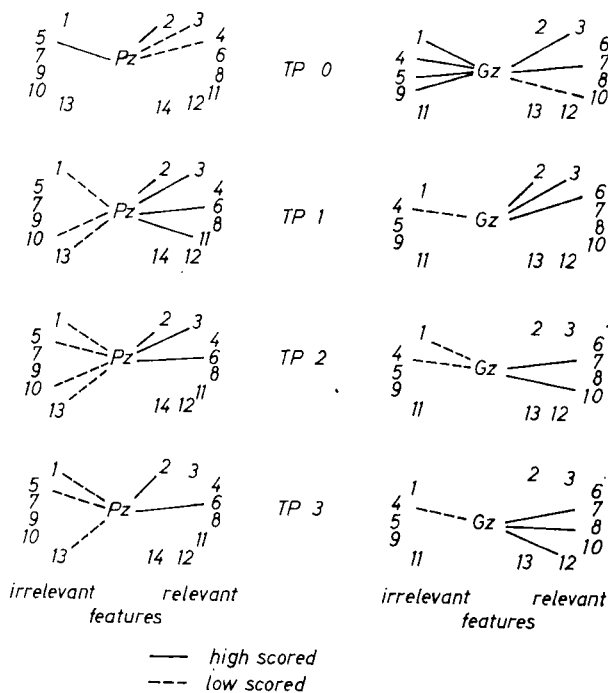 1 2 3
5 4
7 Pz 6
9 8
10 11
13 14 12
TP 0
2 3
1 6
4 7
5 Gz 8
9 10
11 13 12
1 2 3
5 4
7 Pz 6
9 8
10 11
13 14 12
TP 1
1 2 3
4 6
5 Gz 7
9 8
11 13 12 10
1 2 3
5 4
7 Pz 6
9 8
10 11
13 14 12
TP 2
1 2 3
4 6
5 Gz 7
9 8
11 13 12 10
1 2 3
5 4
7 Pz 6
9 8
10 11
13 14 12
TP 3
1 2 3
4 6
5 Gz 7
9 8
11 13 12 10
irrelevant relevant
features
irrelevant relevant
features
high scored
low scored